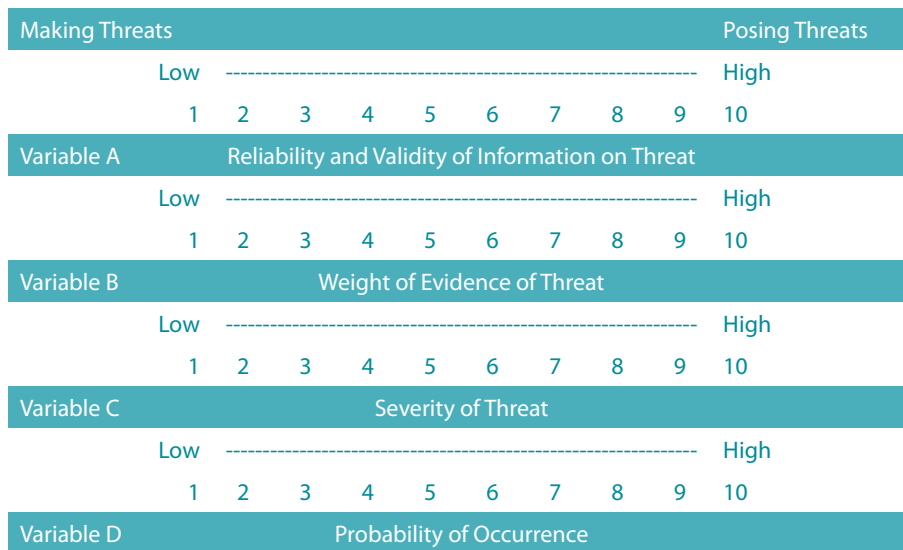 Making Threats Posing Threats
Low ---------------------------------------------------------------------------- High
1 2 3 4 5 6 7 8 9 10
Variable A Reliability and Validity of Information on Threat
Low ---------------------------------------------------------------------------- High
1 2 3 4 5 6 7 8 9 10
Variable B Weight of Evidence of Threat
Low ---------------------------------------------------------------------------- High
1 2 3 4 5 6 7 8 9 10
Variable C Severity of Threat
Low ---------------------------------------------------------------------------- High
1 2 3 4 5 6 7 8 9 10
Variable D Probability of Occurrence